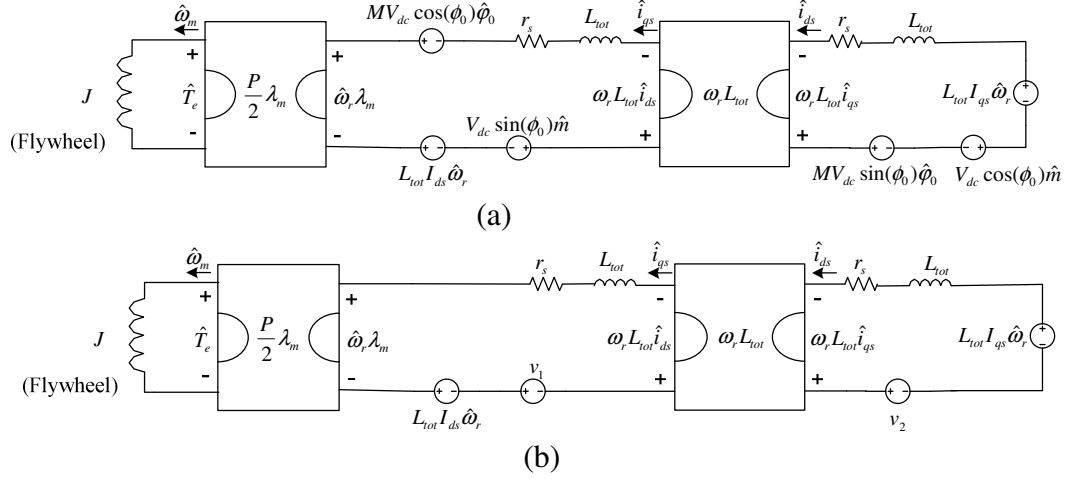 ω̂_m
MV_dc cos(ϕ_0)φ̂_0
r_s
L_tot
î_qs
î_ds
r_s
L_tot
+
+
-
-
J
T̂_e
P/2 λ_m
ω̂_r λ_m
ω_r L_tot î_ds
ω_r L_tot
ω_r L_tot î_qs
L_tot I_qs ω̂_r
+
-
(Flywheel)
-
-
V_dc sin(ϕ_0)m̂
+
+
+ -
- +
+ -
- +
L_tot I_ds ω̂_r
MV_dc sin(ϕ_0)φ̂_0
V_dc cos(ϕ_0)m̂
+ -
(a)
ω̂_m
r_s
L_tot
î_qs
î_ds
r_s
L_tot
+
+
-
-
J
T̂_e
P/2 λ_m
ω̂_r λ_m
ω_r L_tot î_ds
ω_r L_tot
ω_r L_tot î_qs
L_tot I_qs ω̂_r
+
-
(Flywheel)
-
-
v_1
+
+
+ -
+ -
+ -
L_tot I_ds ω̂_r
v_2
(b)